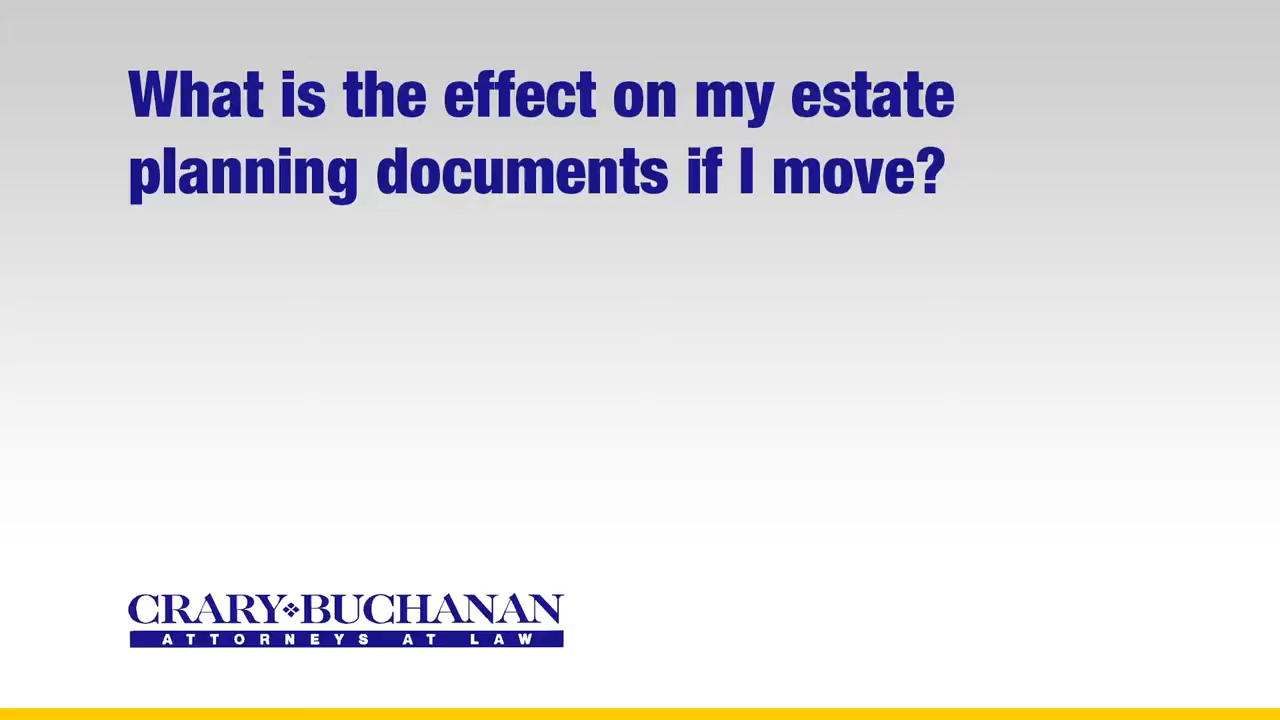 What is the effect on my estate
planning documents if I move?
CRARY BUCHANAN
ATTORNEYS AT LAW